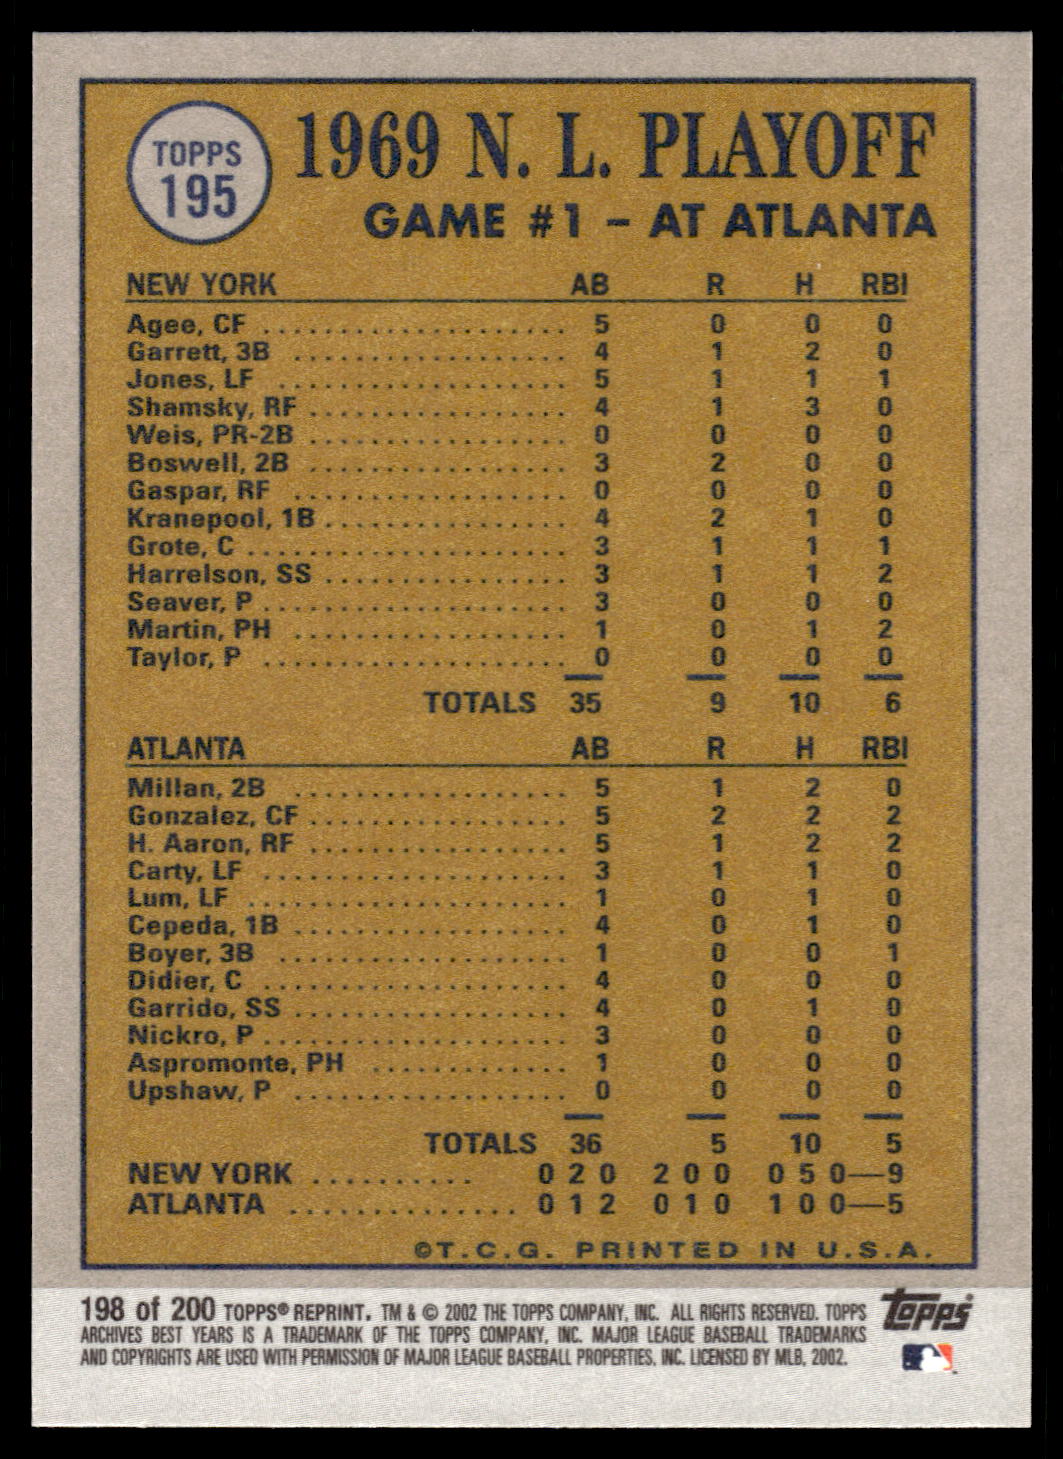 TOPPS
195
1969 N. L. PLAYOFF
GAME #1 – AT ATLANTA
NEW YORK AB R H RBI
Agee, CF .................... 5 0 0 0
Garrett, 3B .................. 4 1 2 0
Jones, LF ................... 5 1 1 1
Shamsky, RF ................. 4 1 3 0
Weis, PR-2B ................. 0 0 0 0
Boswell, 2B ................. 3 2 0 0
Gaspar, RF .................. 0 0 0 0
Kranepool, 1B ................ 4 2 1 0
Grote, C ..................... 3 1 1 1
Harrelson, SS ................ 3 1 1 2
Seaver, P .................... 3 0 0 0
Martin, PH .................. 1 0 1 2
Taylor, P .................... 0 0 0 0
TOTALS 35 9 10 6
ATLANTA AB R H RBI
Millan, 2B .................. 5 1 2 0
Gonzalez, CF ................. 5 2 2 2
H. Aaron, RF ................. 5 1 2 2
Carty, LF .................... 3 1 1 0
Lum, LF ..................... 1 0 1 0
Cepeda, 1B .................. 4 0 1 0
Boyer, 3B ................... 1 0 0 1
Didier, C .................... 4 0 0 0
Garrido, SS .................. 4 0 1 0
Nickro, P .................... 3 0 0 0
Aspromonte, PH ............. 1 0 0 0
Upshaw, P .................. 0 0 0 0
TOTALS 36 5 10 5
NEW YORK .......... 0 2 0 2 0 0 0 5 0—9
ATLANTA .............. 0 1 2 0 1 0 1 0 0—5
©T.C.G. PRINTED IN U.S.A.
198 of 200 TOPPS® REPRINT. TM & © 2002 THE TOPPS COMPANY, INC. ALL RIGHTS RESERVED. TOPPS
ARCHIVES BEST YEARS IS A TRADEMARK OF THE TOPPS COMPANY, INC. MAJOR LEAGUE BASEBALL TRADEMARKS
AND COPYRIGHTS ARE USED WITH PERMISSION OF MAJOR LEAGUE BASEBALL PROPERTIES, INC. LICENSED BY MLB, 2002.
Topps